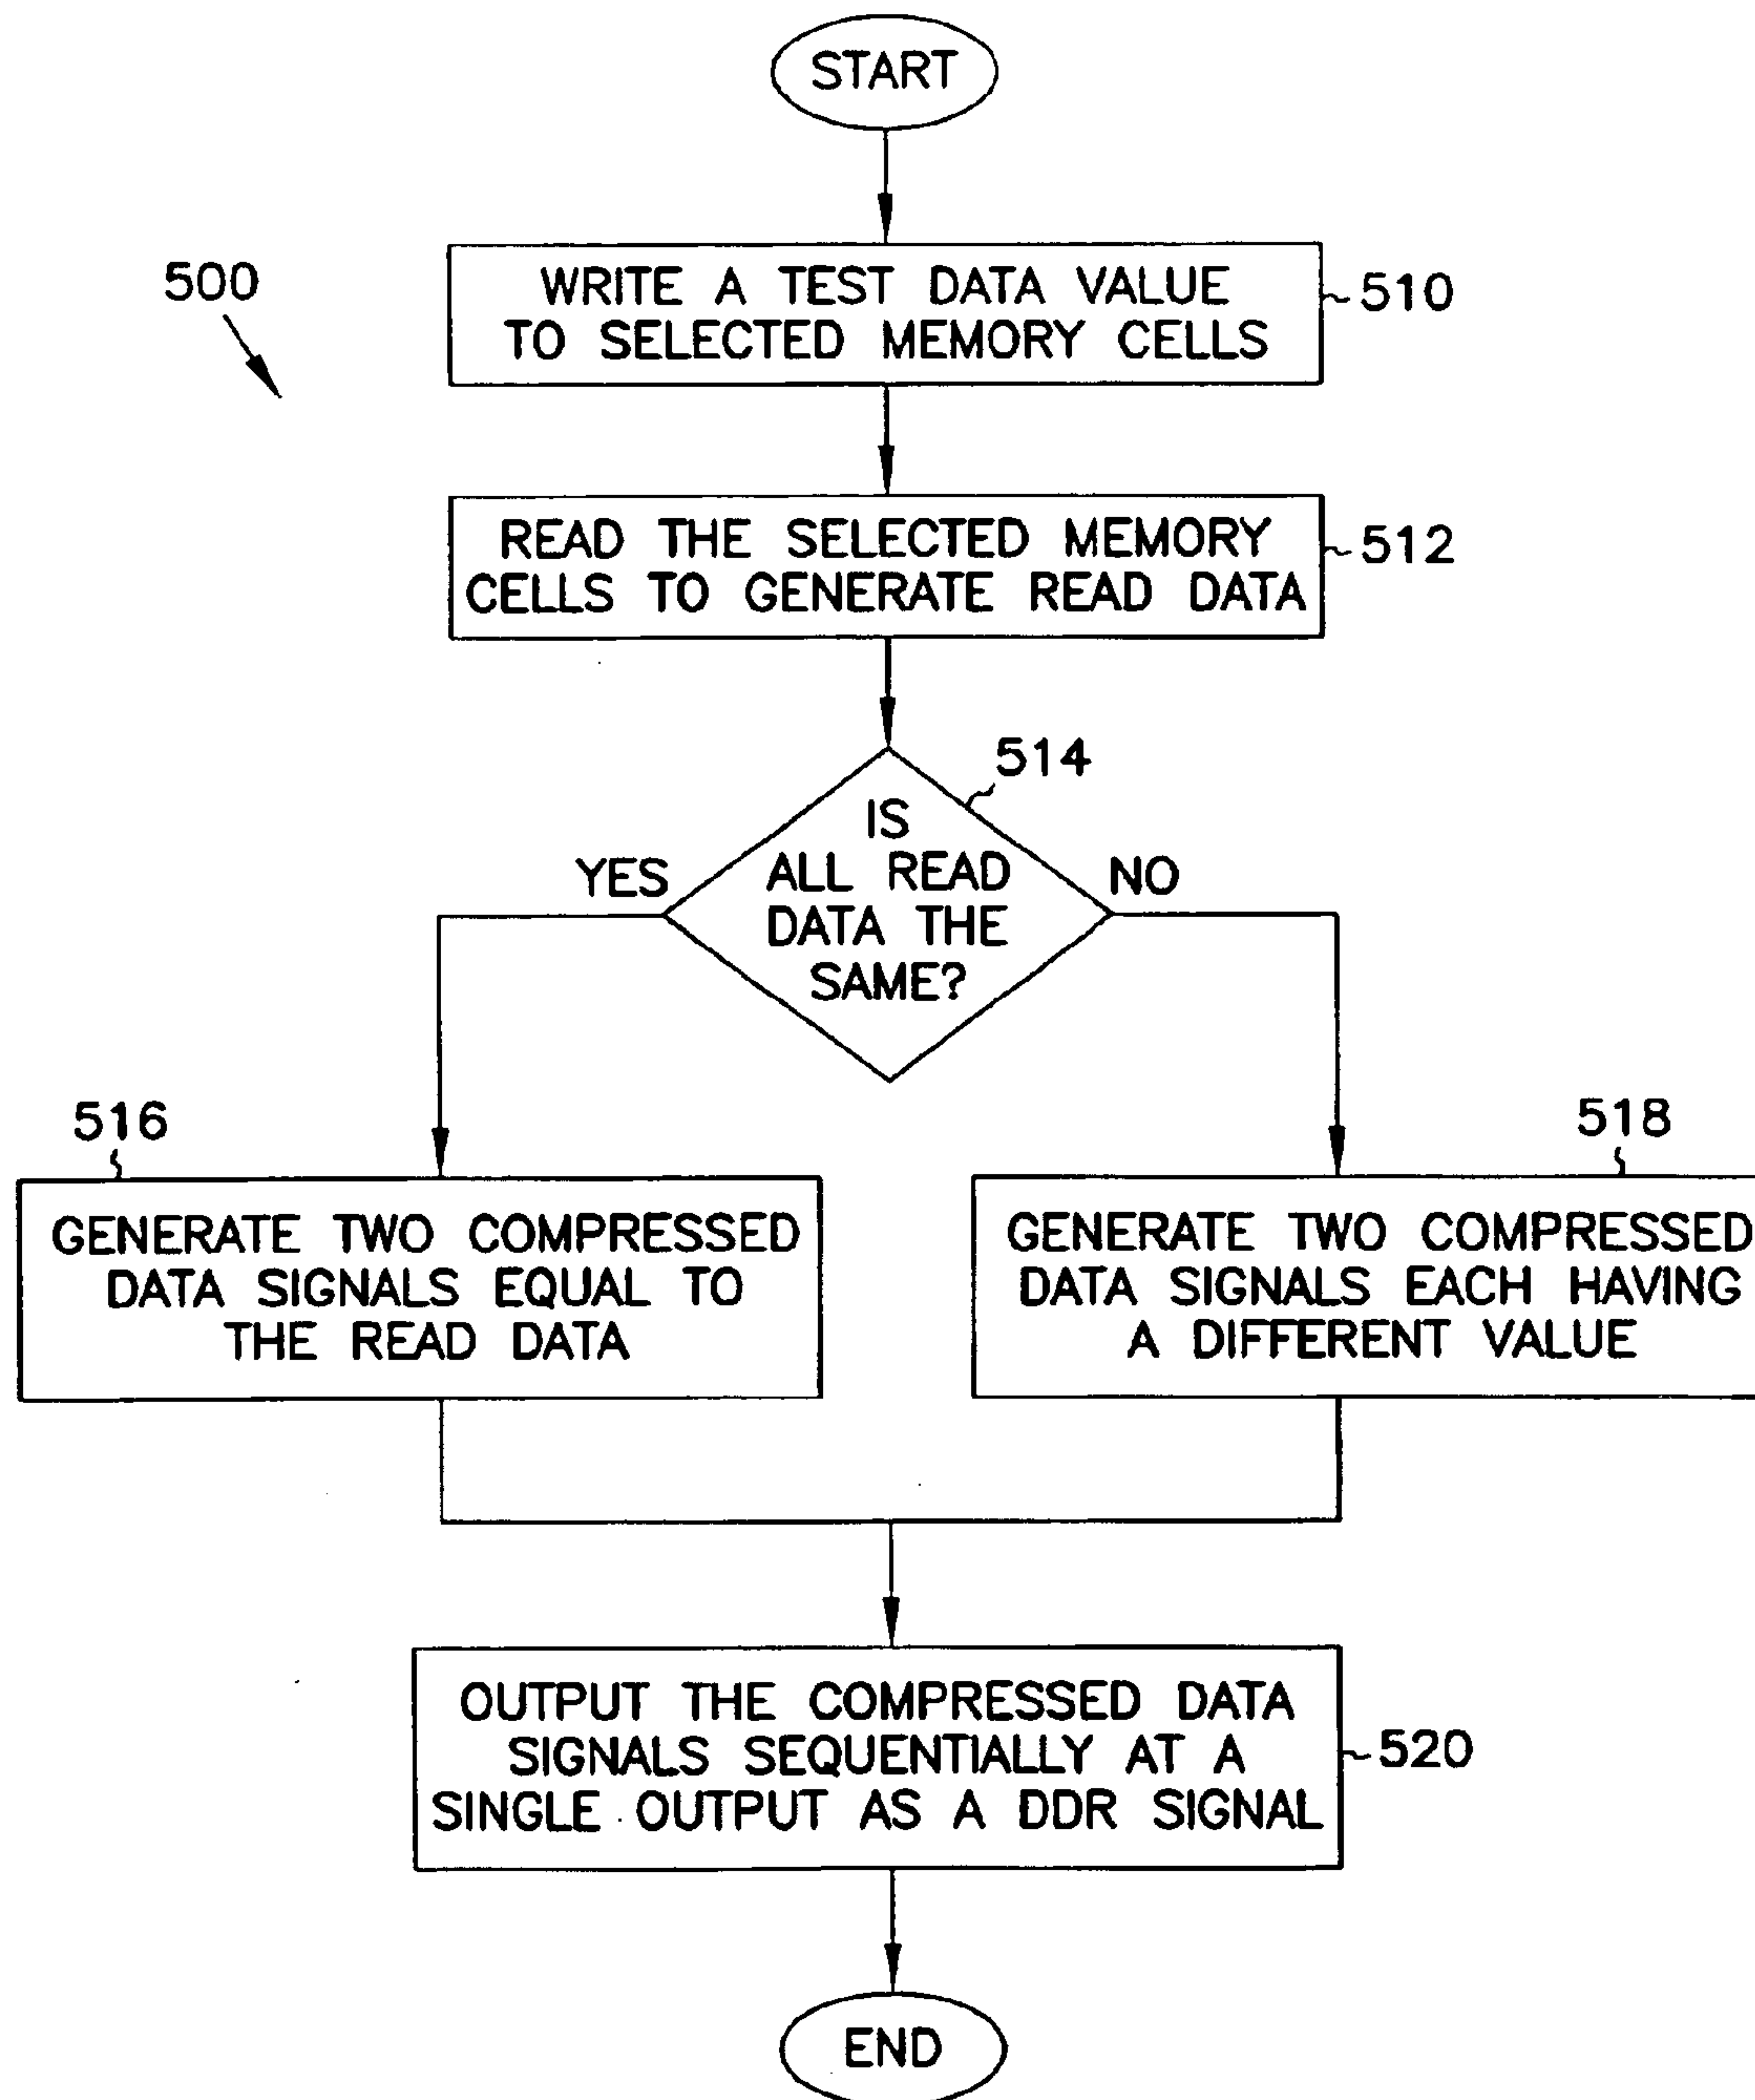 START
500
WRITE A TEST DATA VALUE
TO SELECTED MEMORY CELLS
510
READ THE SELECTED MEMORY
CELLS TO GENERATE READ DATA
512
514
IS
ALL READ
DATA THE
SAME?
YES
NO
516
GENERATE TWO COMPRESSED
DATA SIGNALS EQUAL TO
THE READ DATA
518
GENERATE TWO COMPRESSED
DATA SIGNALS EACH HAVING
A DIFFERENT VALUE
OUTPUT THE COMPRESSED DATA
SIGNALS SEQUENTIALLY AT A
SINGLE OUTPUT AS A DDR SIGNAL
520
END